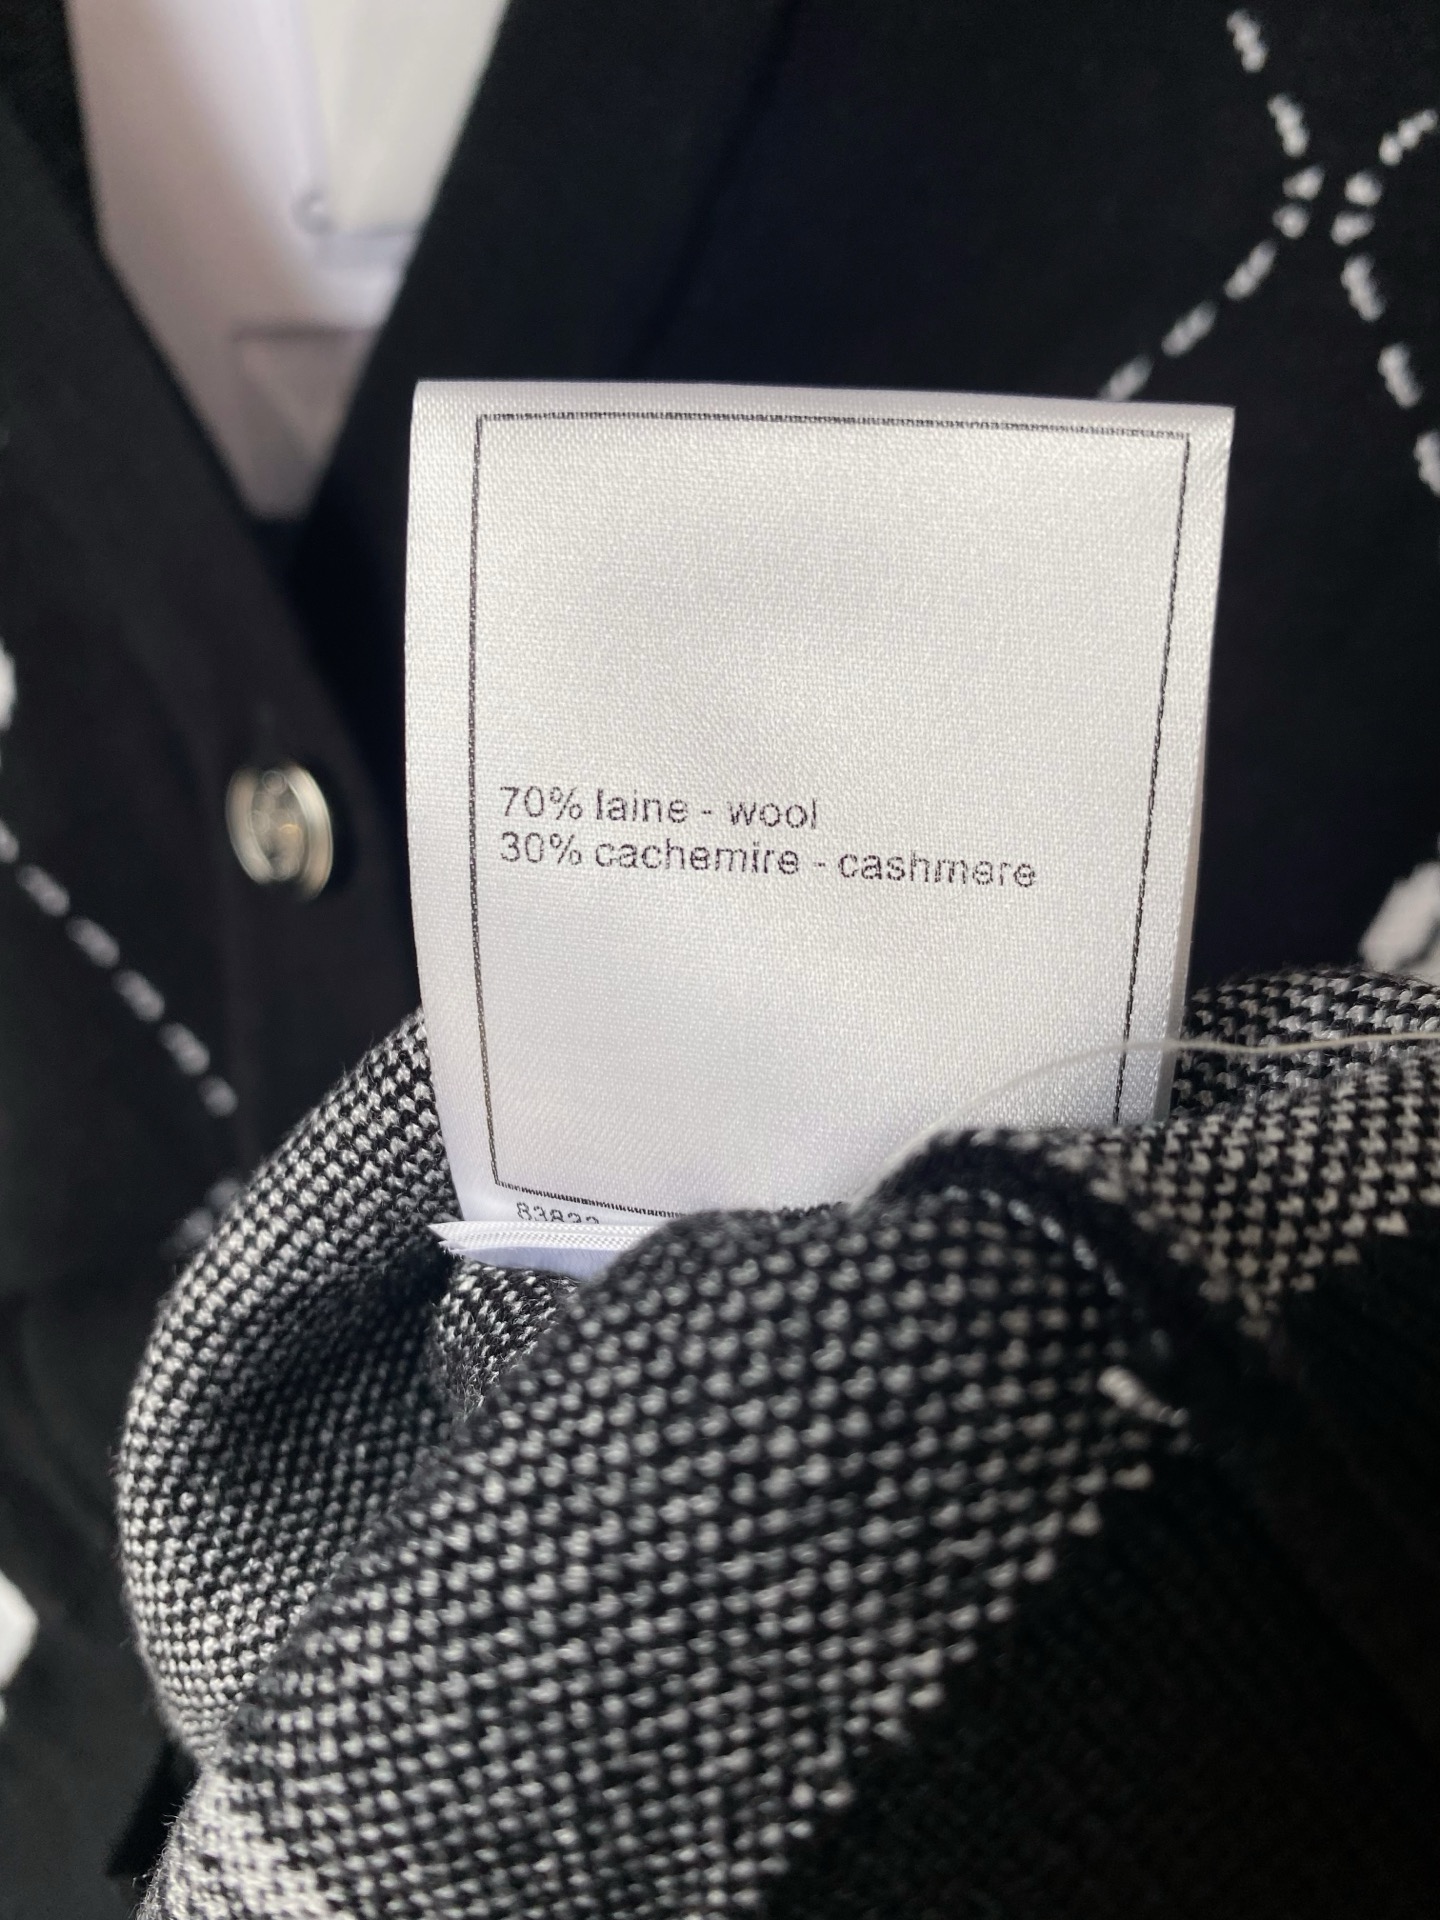 70% laine - wool
30% cachemire - cashmere